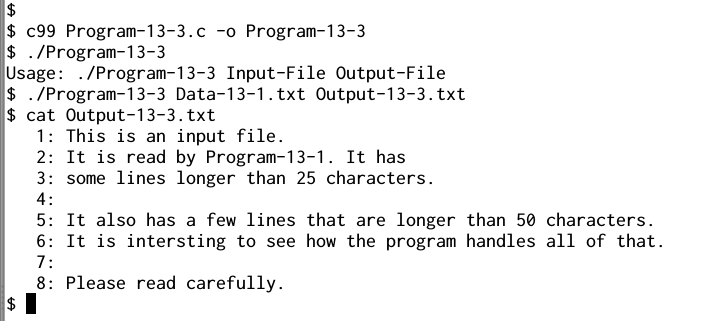 $
$ c99 Program-13-3.c -o Program-13-3
$ ./Program-13-3
Usage: ./Program-13-3 Input-File Output-File
$ ./Program-13-3 Data-13-1.txt Output-13-3.txt
$ cat Output-13-3.txt
   1: This is an input file.
   2: It is read by Program-13-1. It has
   3: some lines longer than 25 characters.
   4:
   5: It also has a few lines that are longer than 50 characters.
   6: It is intersting to see how the program handles all of that.
   7:
   8: Please read carefully.
$